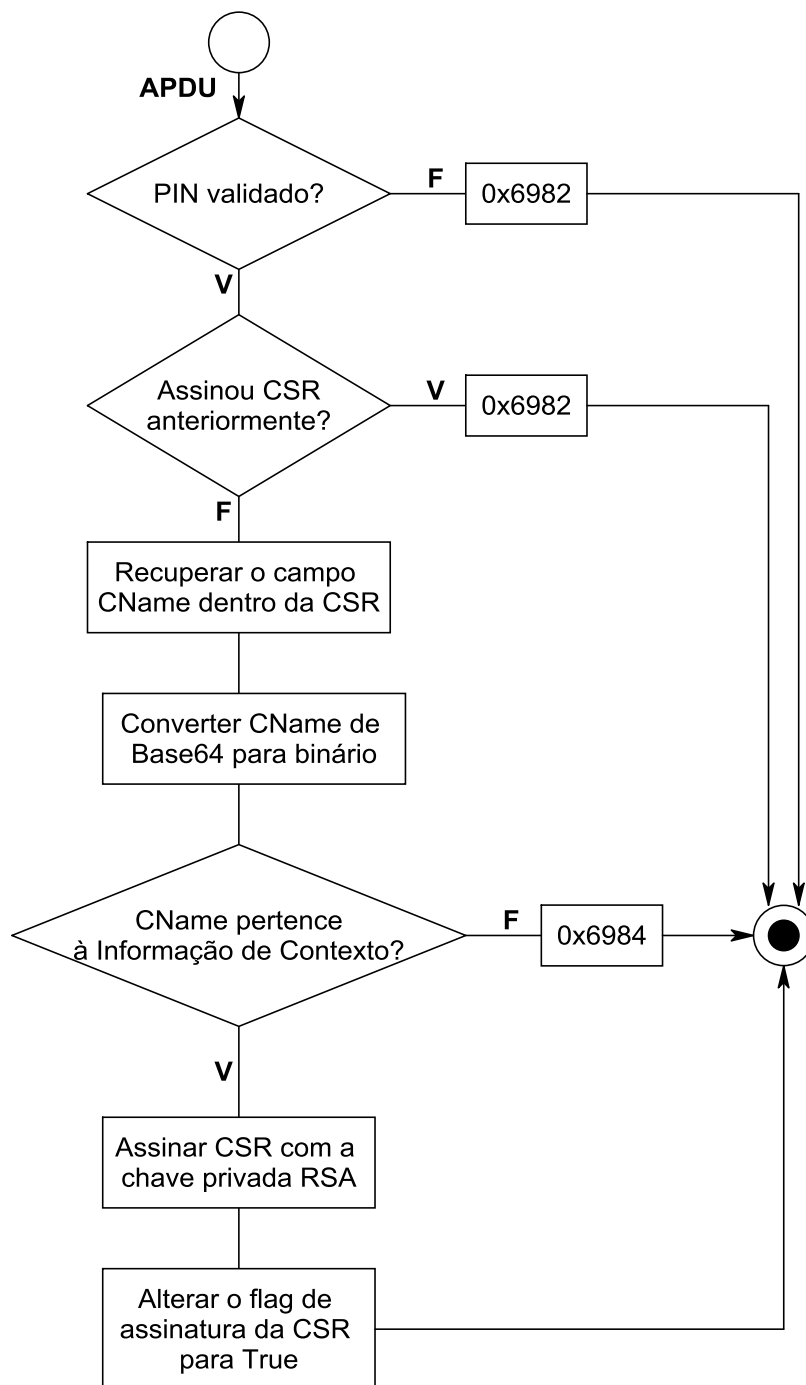 APDU
PIN validado?
F
0x6982
V
Assinou CSR
anteriormente?
V
0x6982
F
Recuperar o campo
CName dentro da CSR
Converter CName de
Base64 para binário
CName pertence
à Informação de Contexto?
F
0x6984
V
Assinar CSR com a
chave privada RSA
Alterar o flag de
assinatura da CSR
para True